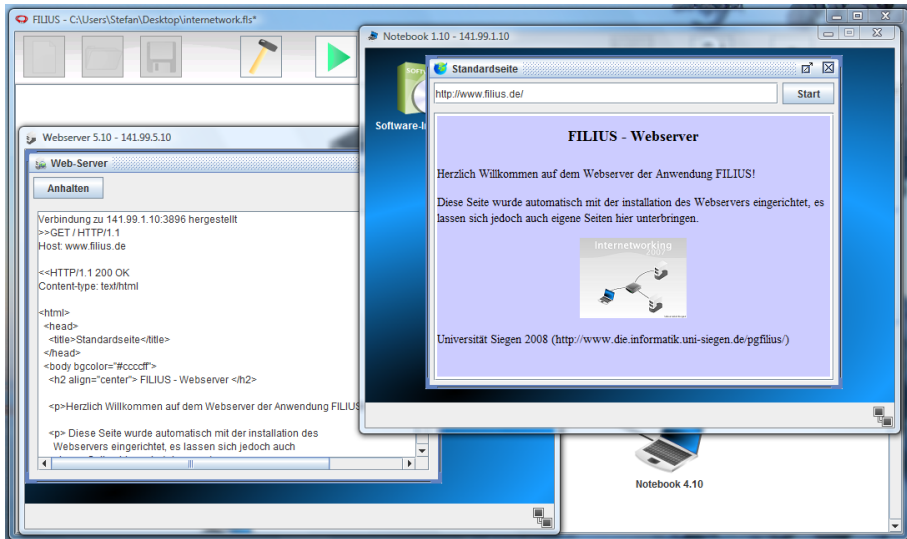 FILIUS - C:\Users\Stefan\Desktop\internetwork.fls*
Notebook 1.10 - 141.99.1.10
Standardseite
http://www.filius.de/
Start
FILIUS - Webserver
Herzlich Willkommen auf dem Webserver der Anwendung FILIUS!
Diese Seite wurde automatisch mit der installation des Webservers eingerichtet, es
lassen sich jedoch auch eigene Seiten hier unterbringen.
Internetworking
2007
Universität Siegen 2008 (http://www.die.informatik.uni-siegen.de/pgfilius/)
Webserver 5.10 - 141.99.5.10
Web-Server
Anhalten
Verbindung zu 141.99.1.10:3896 hergestellt
>>GET / HTTP/1.1
Host: www.filius.de
<<HTTP/1.1 200 OK
Content-type: text/html
<html>
<head>
<title>Standardseite</title>
</head>
<body bgcolor="#ccccff">
<h2 align="center"> FILIUS - Webserver </h2>
<p>Herzlich Willkommen auf dem Webserver der Anwendung FILIUS
<p> Diese Seite wurde automatisch mit der installation des
Webservers eingerichtet, es lassen sich jedoch auch
Notebook 4.10